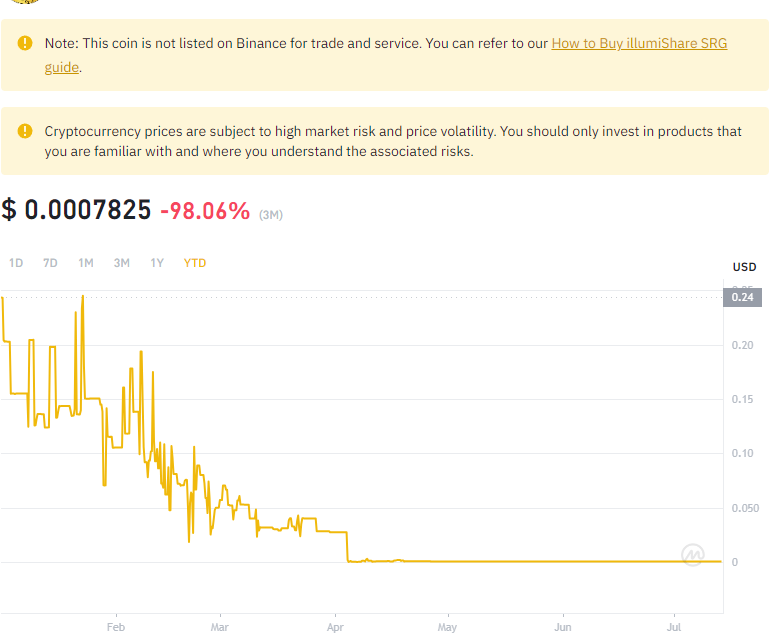 Note: This coin is not listed on Binance for trade and service. You can refer to our How to Buy illumiShare SRG
guide.
Cryptocurrency prices are subject to high market risk and price volatility. You should only invest in products that
you are familiar with and where you understand the associated risks.
$ 0.0007825 -98.06% (3M)
1D 7D 1M 3M 1Y YTD
USD
0.24
0.20
0.15
0.10
0.050
0
Feb Mar Apr May Jun Jul